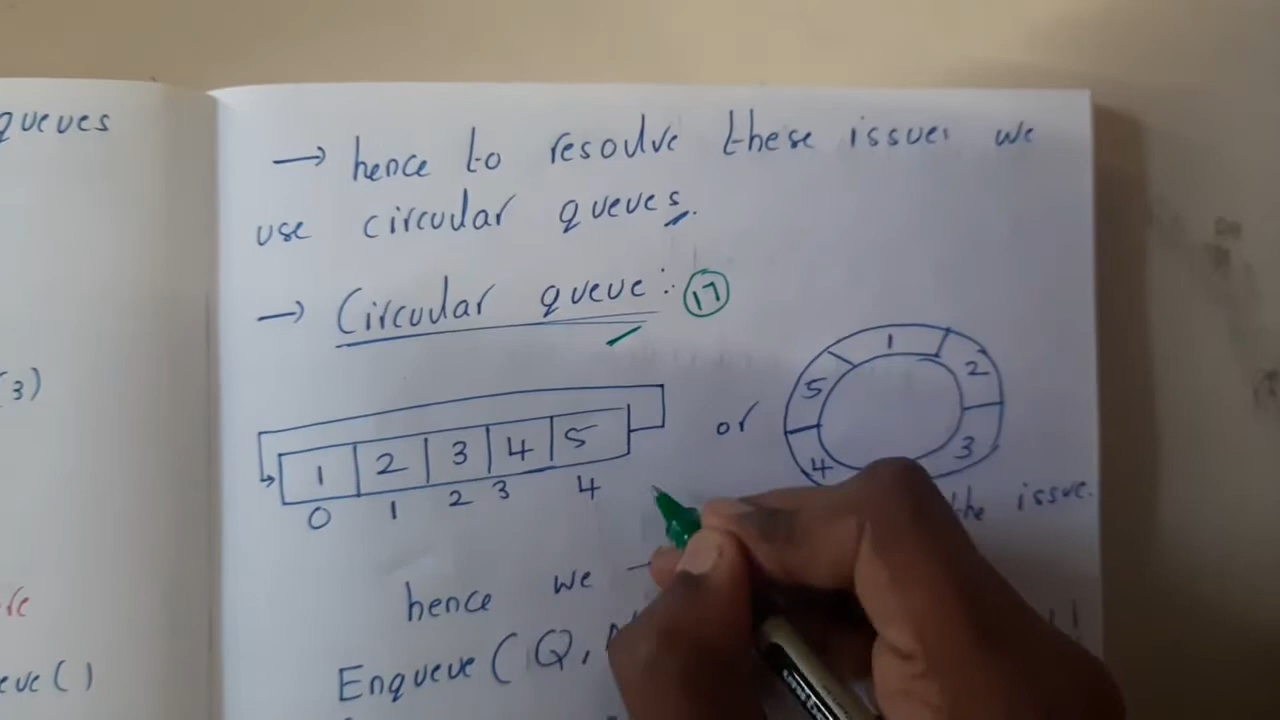 queues
→ hence to resolve these issues we
use circular queues.
→ Circular queue: 17
1 2 3 4 5
0 1 2 3 4
or
1
5 2
4 3
3)
the issue.
hence we →
Enqueue ( Q,
eue ( )